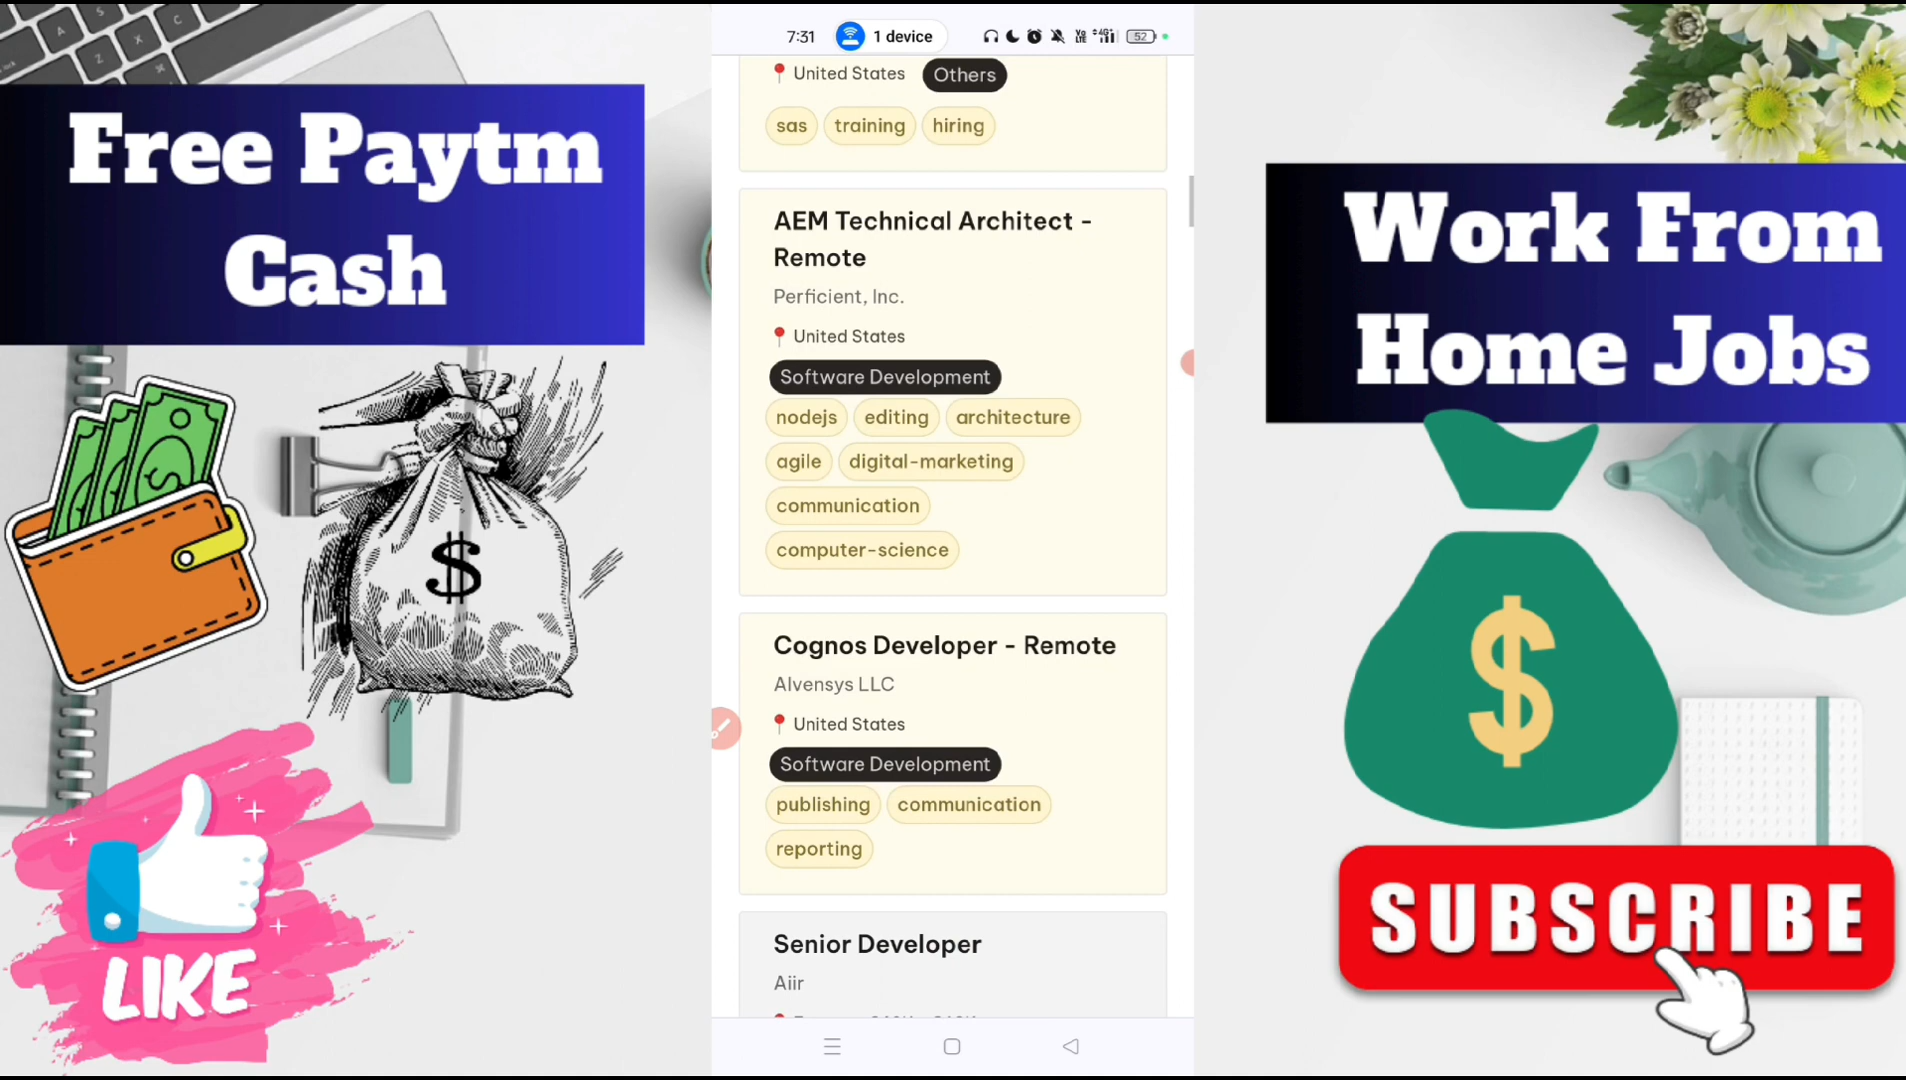 Free Paytm
Cash
LIKE
7:31
1 device
52
United States
Others
sas
training
hiring
AEM Technical Architect -
Remote
Perficient, Inc.
United States
Software Development
nodejs
editing
architecture
agile
digital-marketing
communication
computer-science
Cognos Developer - Remote
Alvensys LLC
United States
Software Development
publishing
communication
reporting
Senior Developer
Aiir
Work From
Home Jobs
SUBSCRIBE